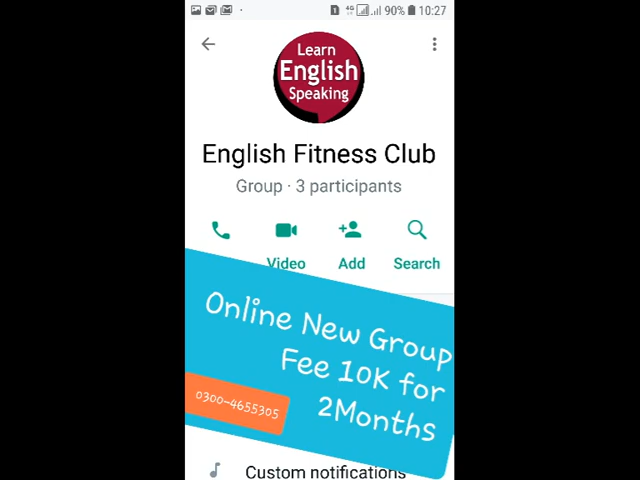 90% 10:27
Learn
English
Speaking
English Fitness Club
Group · 3 participants
Video Add Search
Online New Group
Fee 10K for
2Months
0300-4655305
Custom notifications